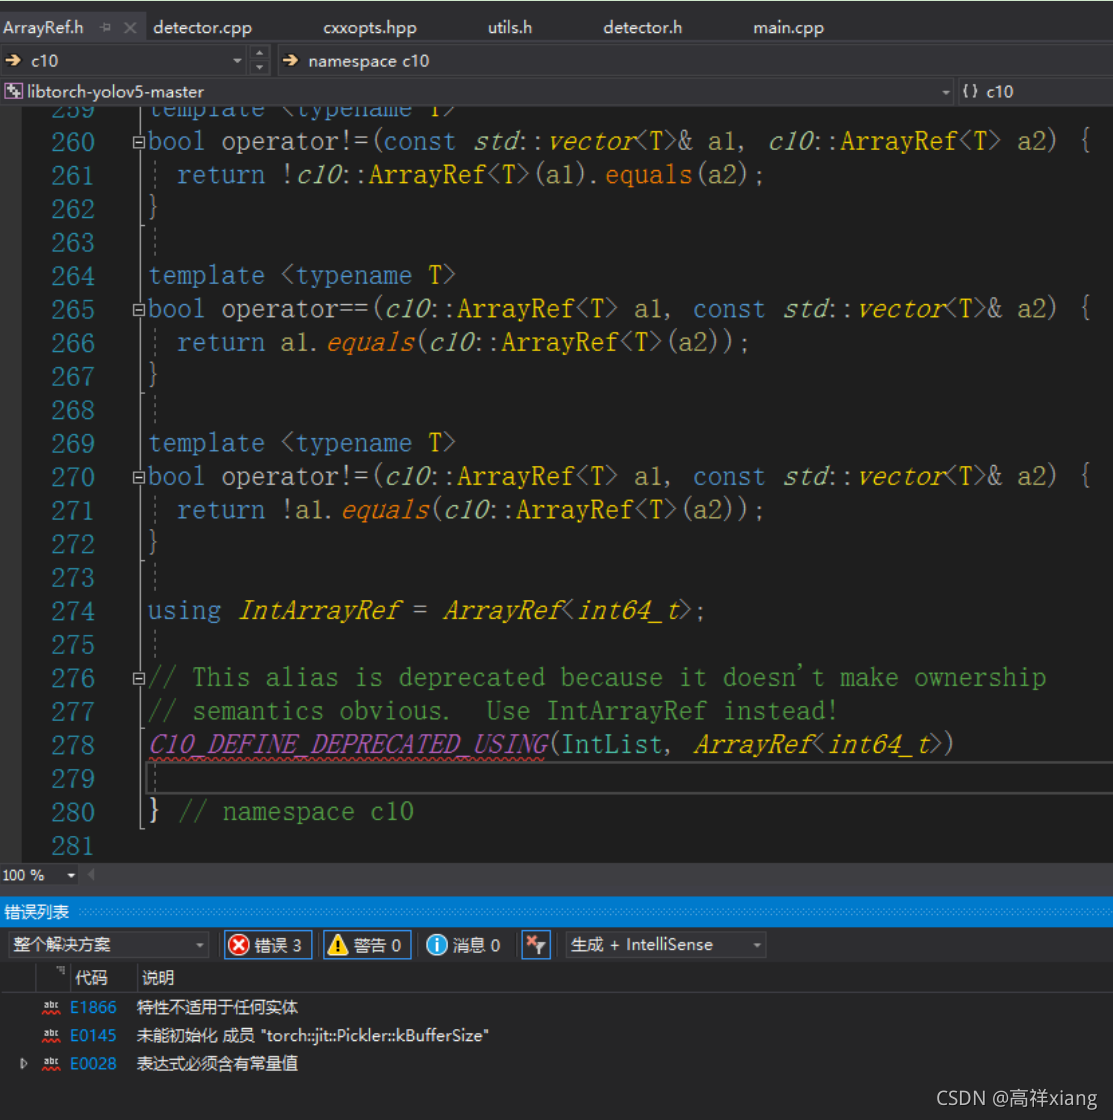 ArrayRef.h detector.cpp cxxopts.hpp utils.h detector.h main.cpp
c10 namespace c10
libtorch-yolov5-master {} c10
259 template <typename T>
260 bool operator!=(const std::vector<T>& a1, c10::ArrayRef<T> a2) {
261 return !c10::ArrayRef<T>(a1).equals(a2);
262 }
263
264 template <typename T>
265 bool operator==(c10::ArrayRef<T> a1, const std::vector<T>& a2) {
266 return a1.equals(c10::ArrayRef<T>(a2));
267 }
268
269 template <typename T>
270 bool operator!=(c10::ArrayRef<T> a1, const std::vector<T>& a2) {
271 return !a1.equals(c10::ArrayRef<T>(a2));
272 }
273
274 using IntArrayRef = ArrayRef<int64_t>;
275
276 // This alias is deprecated because it doesn't make ownership
277 // semantics obvious.  Use IntArrayRef instead!
278 C10_DEFINE_DEPRECATED_USING(IntList, ArrayRef<int64_t>)
279
280 } // namespace c10
281
100 %
错误列表
整个解决方案 错误 3 警告 0 消息 0 生成 + IntelliSense
代码 说明
abc E1866 特性不适用于任何实体
abc E0145 未能初始化 成员 "torch::jit::Pickler::kBufferSize"
abc E0028 表达式必须含有常量值
CSDN @高祥xiang